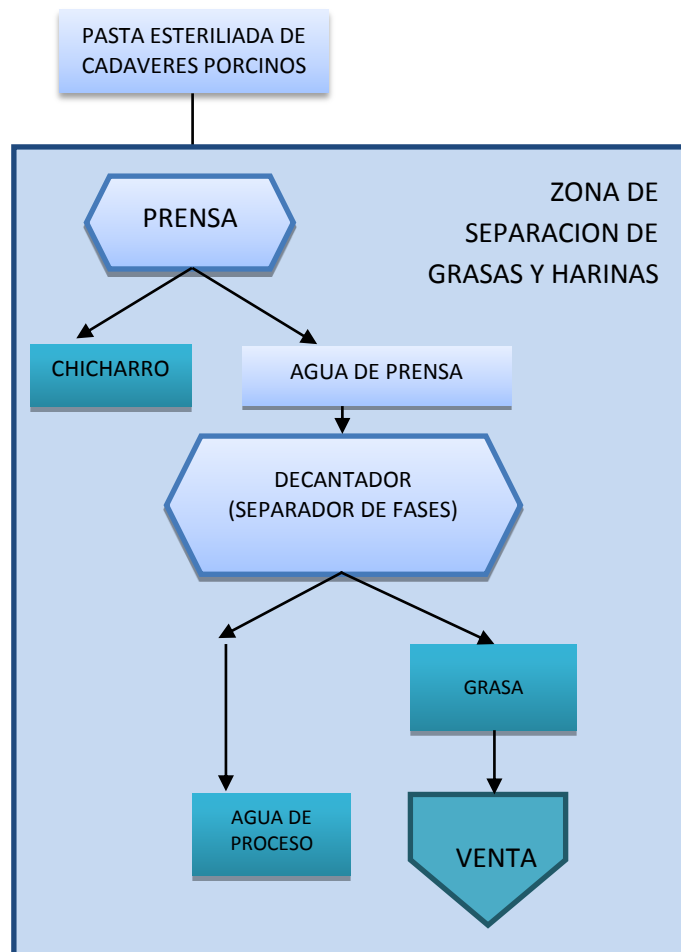 PASTA ESTERILIADA DE
CADAVERES PORCINOS
ZONA DE
SEPARACION DE
GRASAS Y HARINAS
PRENSA
CHICHARRO
AGUA DE PRENSA
DECANTADOR
(SEPARADOR DE FASES)
GRASA
AGUA DE
PROCESO
VENTA